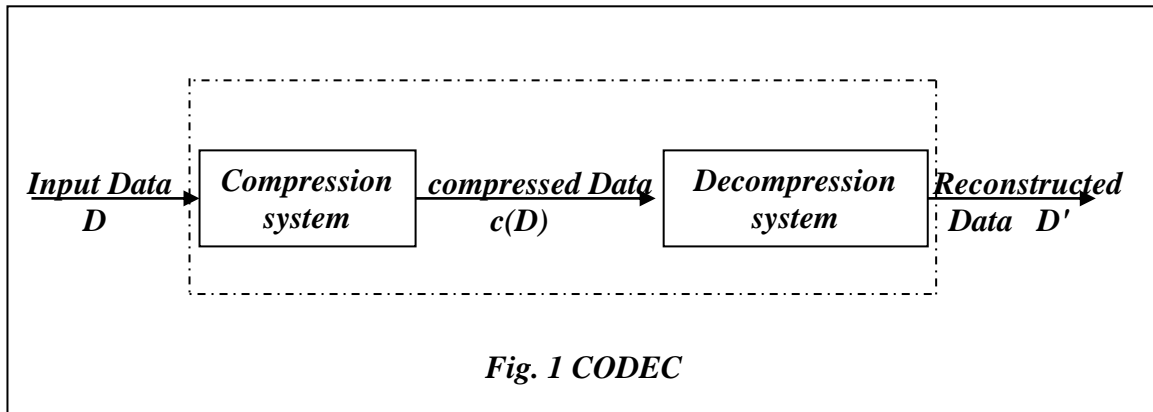 Input Data
D
Compression
system
compressed Data
c(D)
Decompression
system
Reconstructed
Data D'
Fig. 1 CODEC